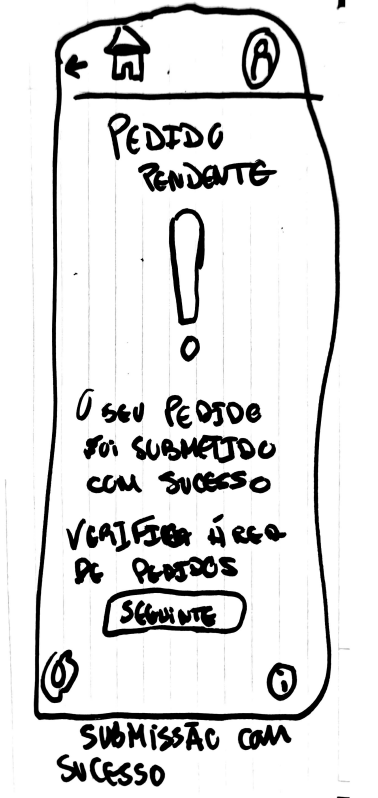 PEDIDO
PENDENTE
O SEU PEDIDO
FOI SUBMETIDO
COM SUCESSO
VERIFICA ÁREA
DE PEDIDOS
SEGUINTE
i
SUBMISSÃO COM
SUCESSO